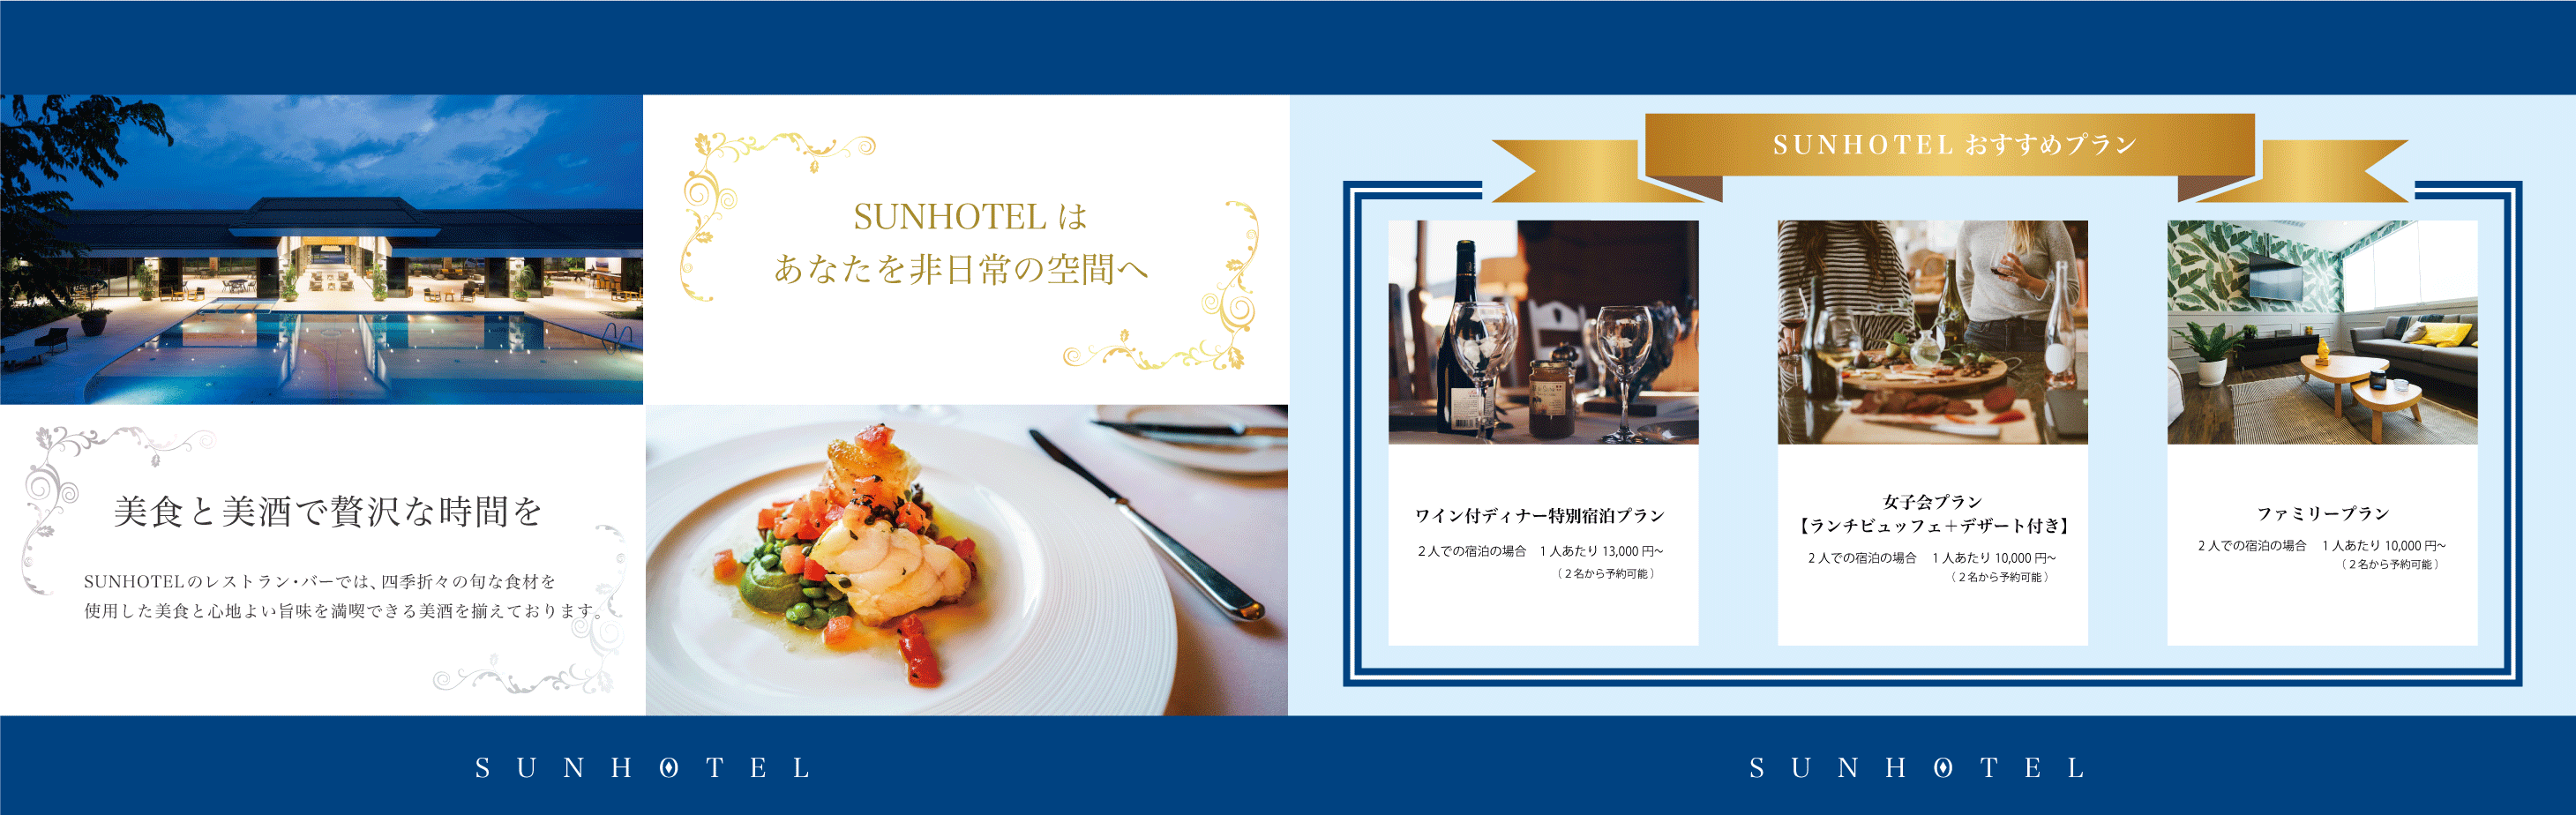 SUNHOTEL は
あなたを非日常の空間へ
美食と美酒で贅沢な時間を
SUNHOTELのレストラン・バーでは、四季折々の旬な食材を
使用した美食と心地よい旨味を満喫できる美酒を揃えております。
SUNHOTEL
SUNHOTEL おすすめプラン
ワイン付ディナー特別宿泊プラン
2人での宿泊の場合　1人あたり 13,000 円~
（2名から予約可能）
女子会プラン
【ランチビュッフェ＋デザート付き】
2人での宿泊の場合　1人あたり 10,000 円~
（2名から予約可能）
ファミリープラン
2人での宿泊の場合　1人あたり 10,000 円~
（2名から予約可能）
SUNHOTEL